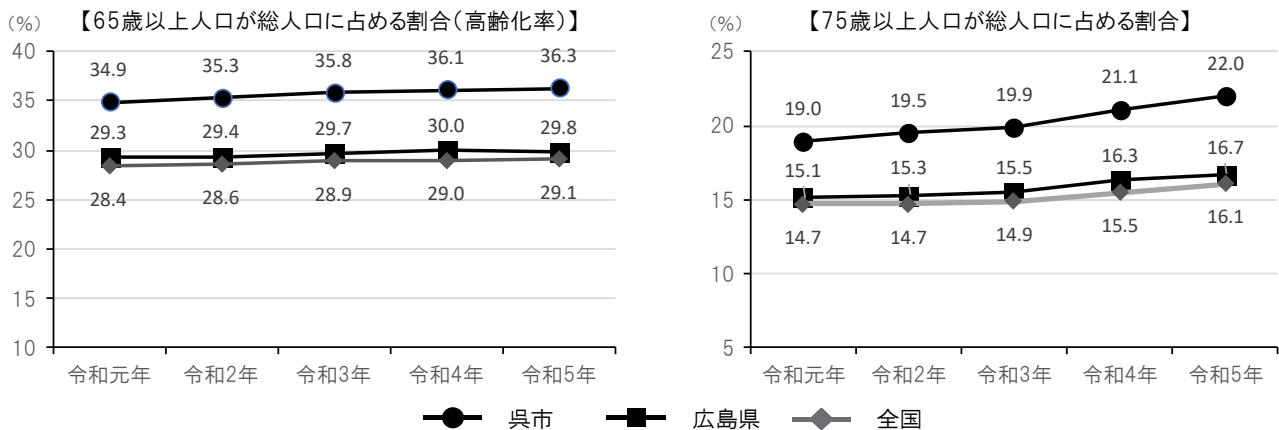 (%)
【65歳以上人口が総人口に占める割合(高齢化率)】
40
35
30
25
20
15
10
34.9 35.3 35.8 36.1 36.3
29.3 29.4 29.7 30.0 29.8
28.4 28.6 28.9 29.0 29.1
令和元年 令和2年 令和3年 令和4年 令和5年
(%)
【75歳以上人口が総人口に占める割合】
25
20
15
10
5
19.0 19.5 19.9 21.1 22.0
15.1 15.3 15.5 16.3 16.7
14.7 14.7 14.9 15.5 16.1
令和元年 令和2年 令和3年 令和4年 令和5年
呉市 広島県 全国